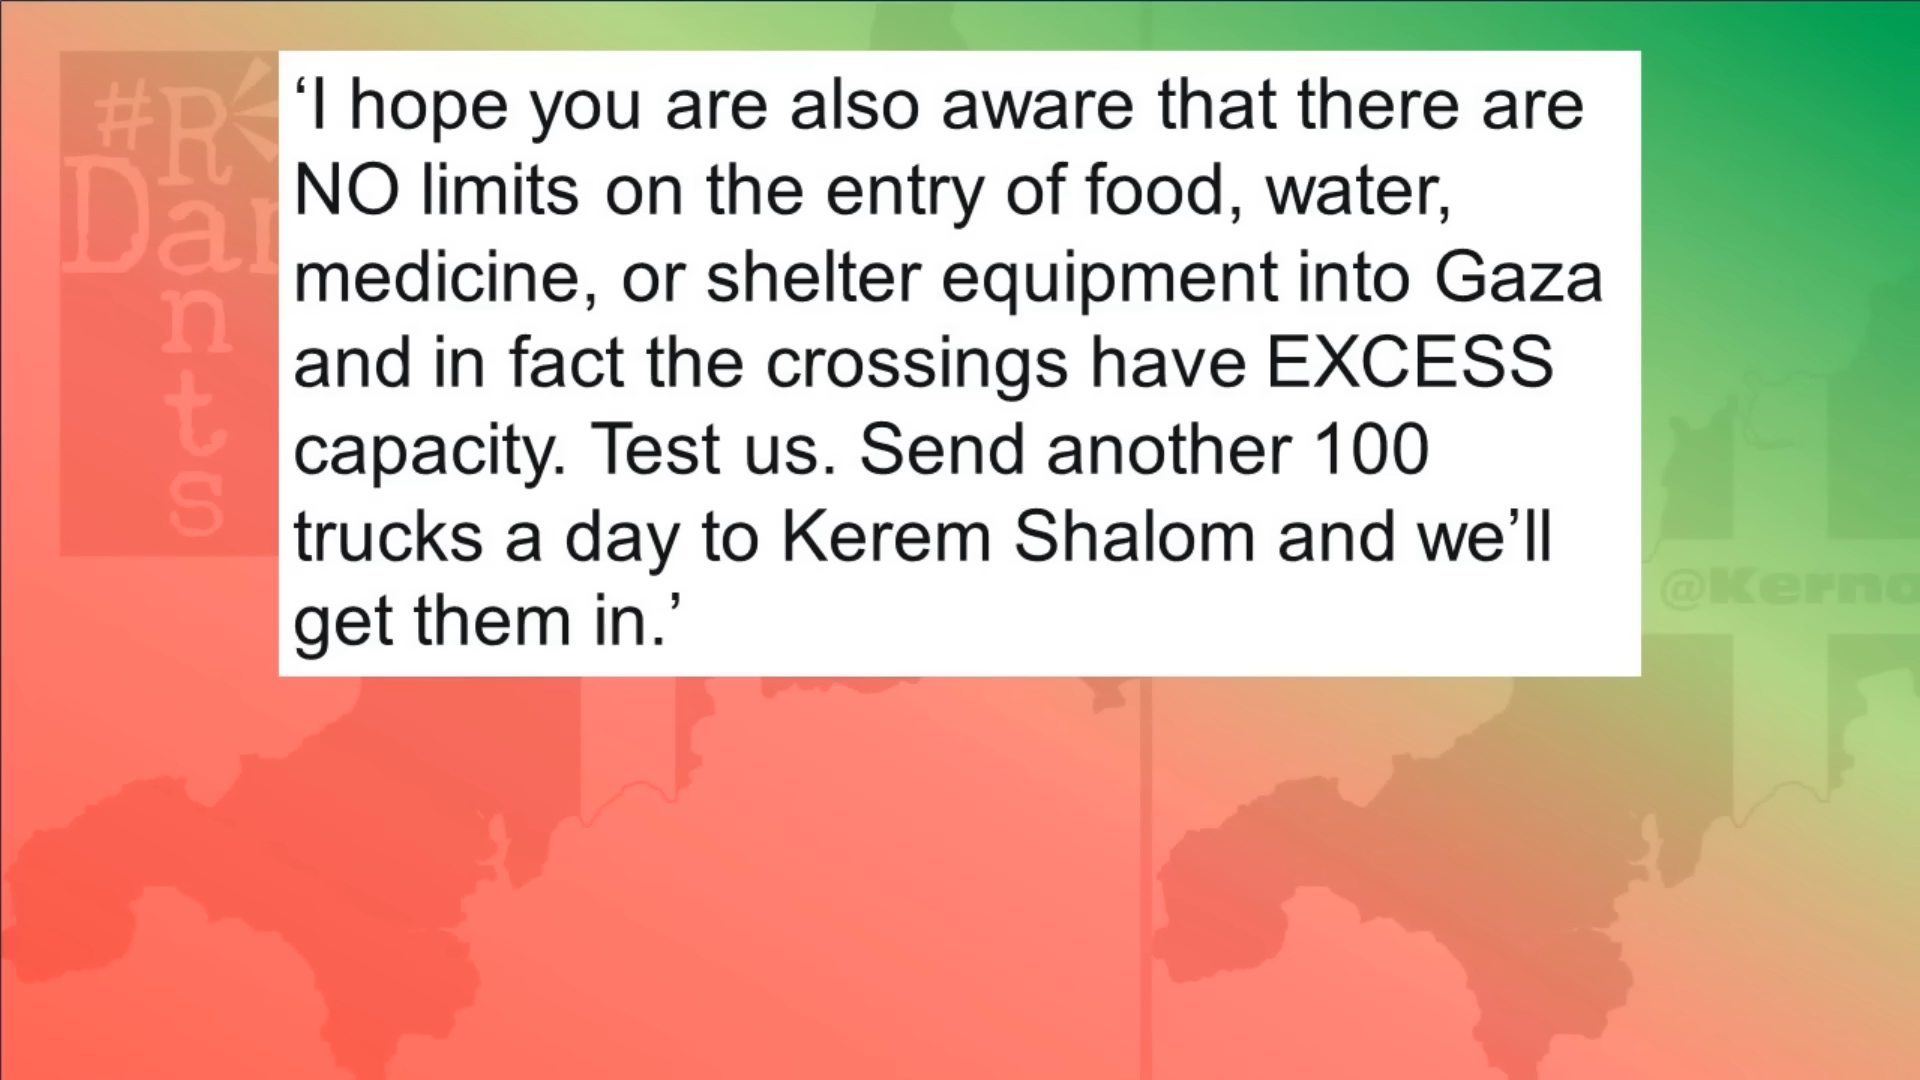 ‘I hope you are also aware that there are
NO limits on the entry of food, water,
medicine, or shelter equipment into Gaza
and in fact the crossings have EXCESS
capacity. Test us. Send another 100
trucks a day to Kerem Shalom and we’ll
get them in.’
#R
Dan
n
t
s
@Kerno